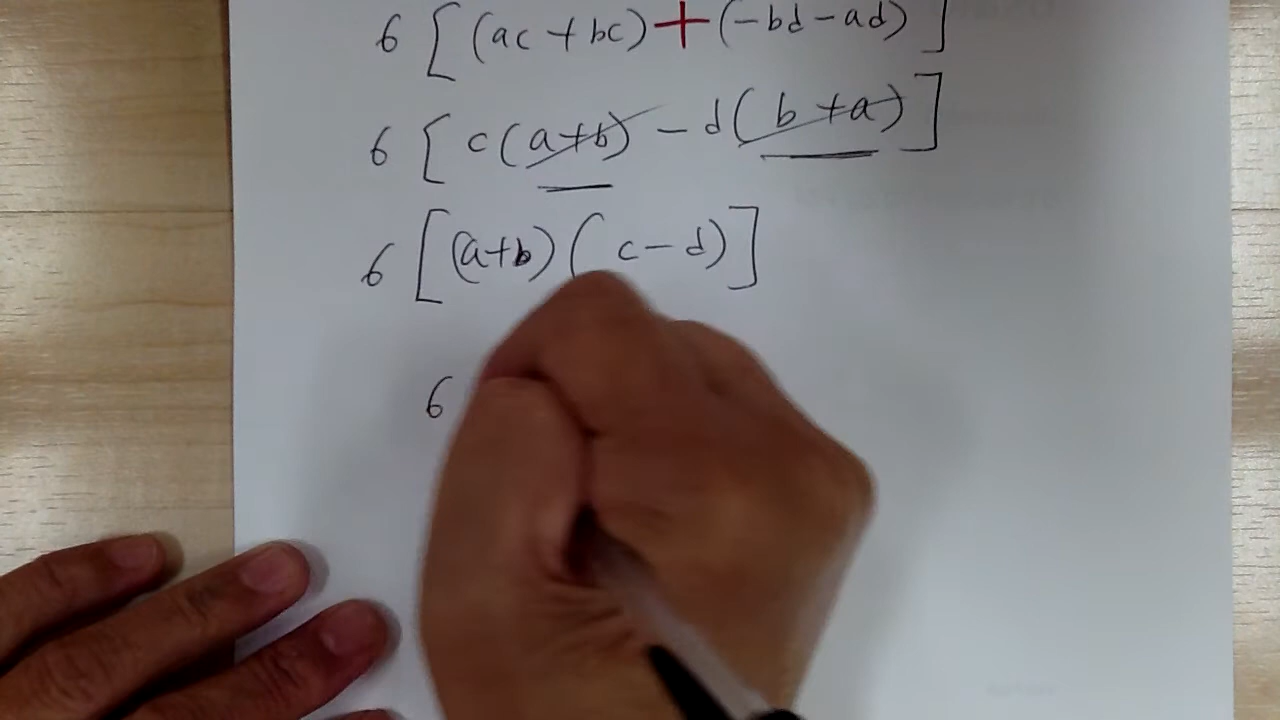 6 [(ac + bc) + (-bd - ad)]
6 [c(a+b) - d(b+a)]
6 [(a+b)(c-d)]
6